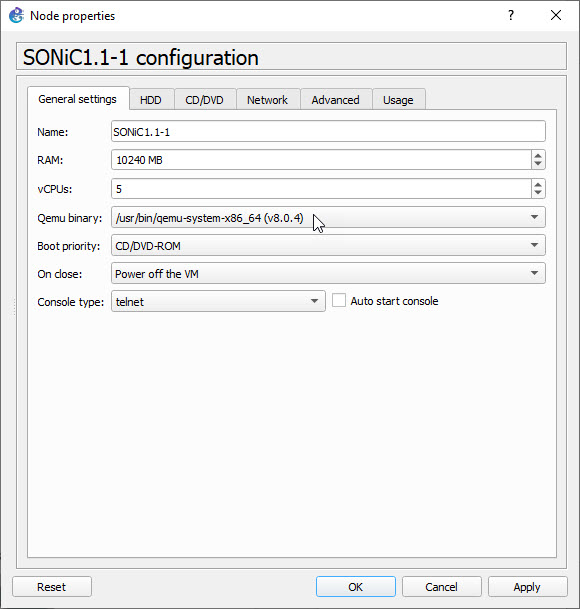 Node properties
?
SONiC1.1-1 configuration
General settings HDD CD/DVD Network Advanced Usage
Name: SONiC1.1-1
RAM: 10240 MB
vCPUs: 5
Qemu binary: /usr/bin/qemu-system-x86_64 (v8.0.4)
Boot priority: CD/DVD-ROM
On close: Power off the VM
Console type: telnet Auto start console
Reset OK Cancel Apply